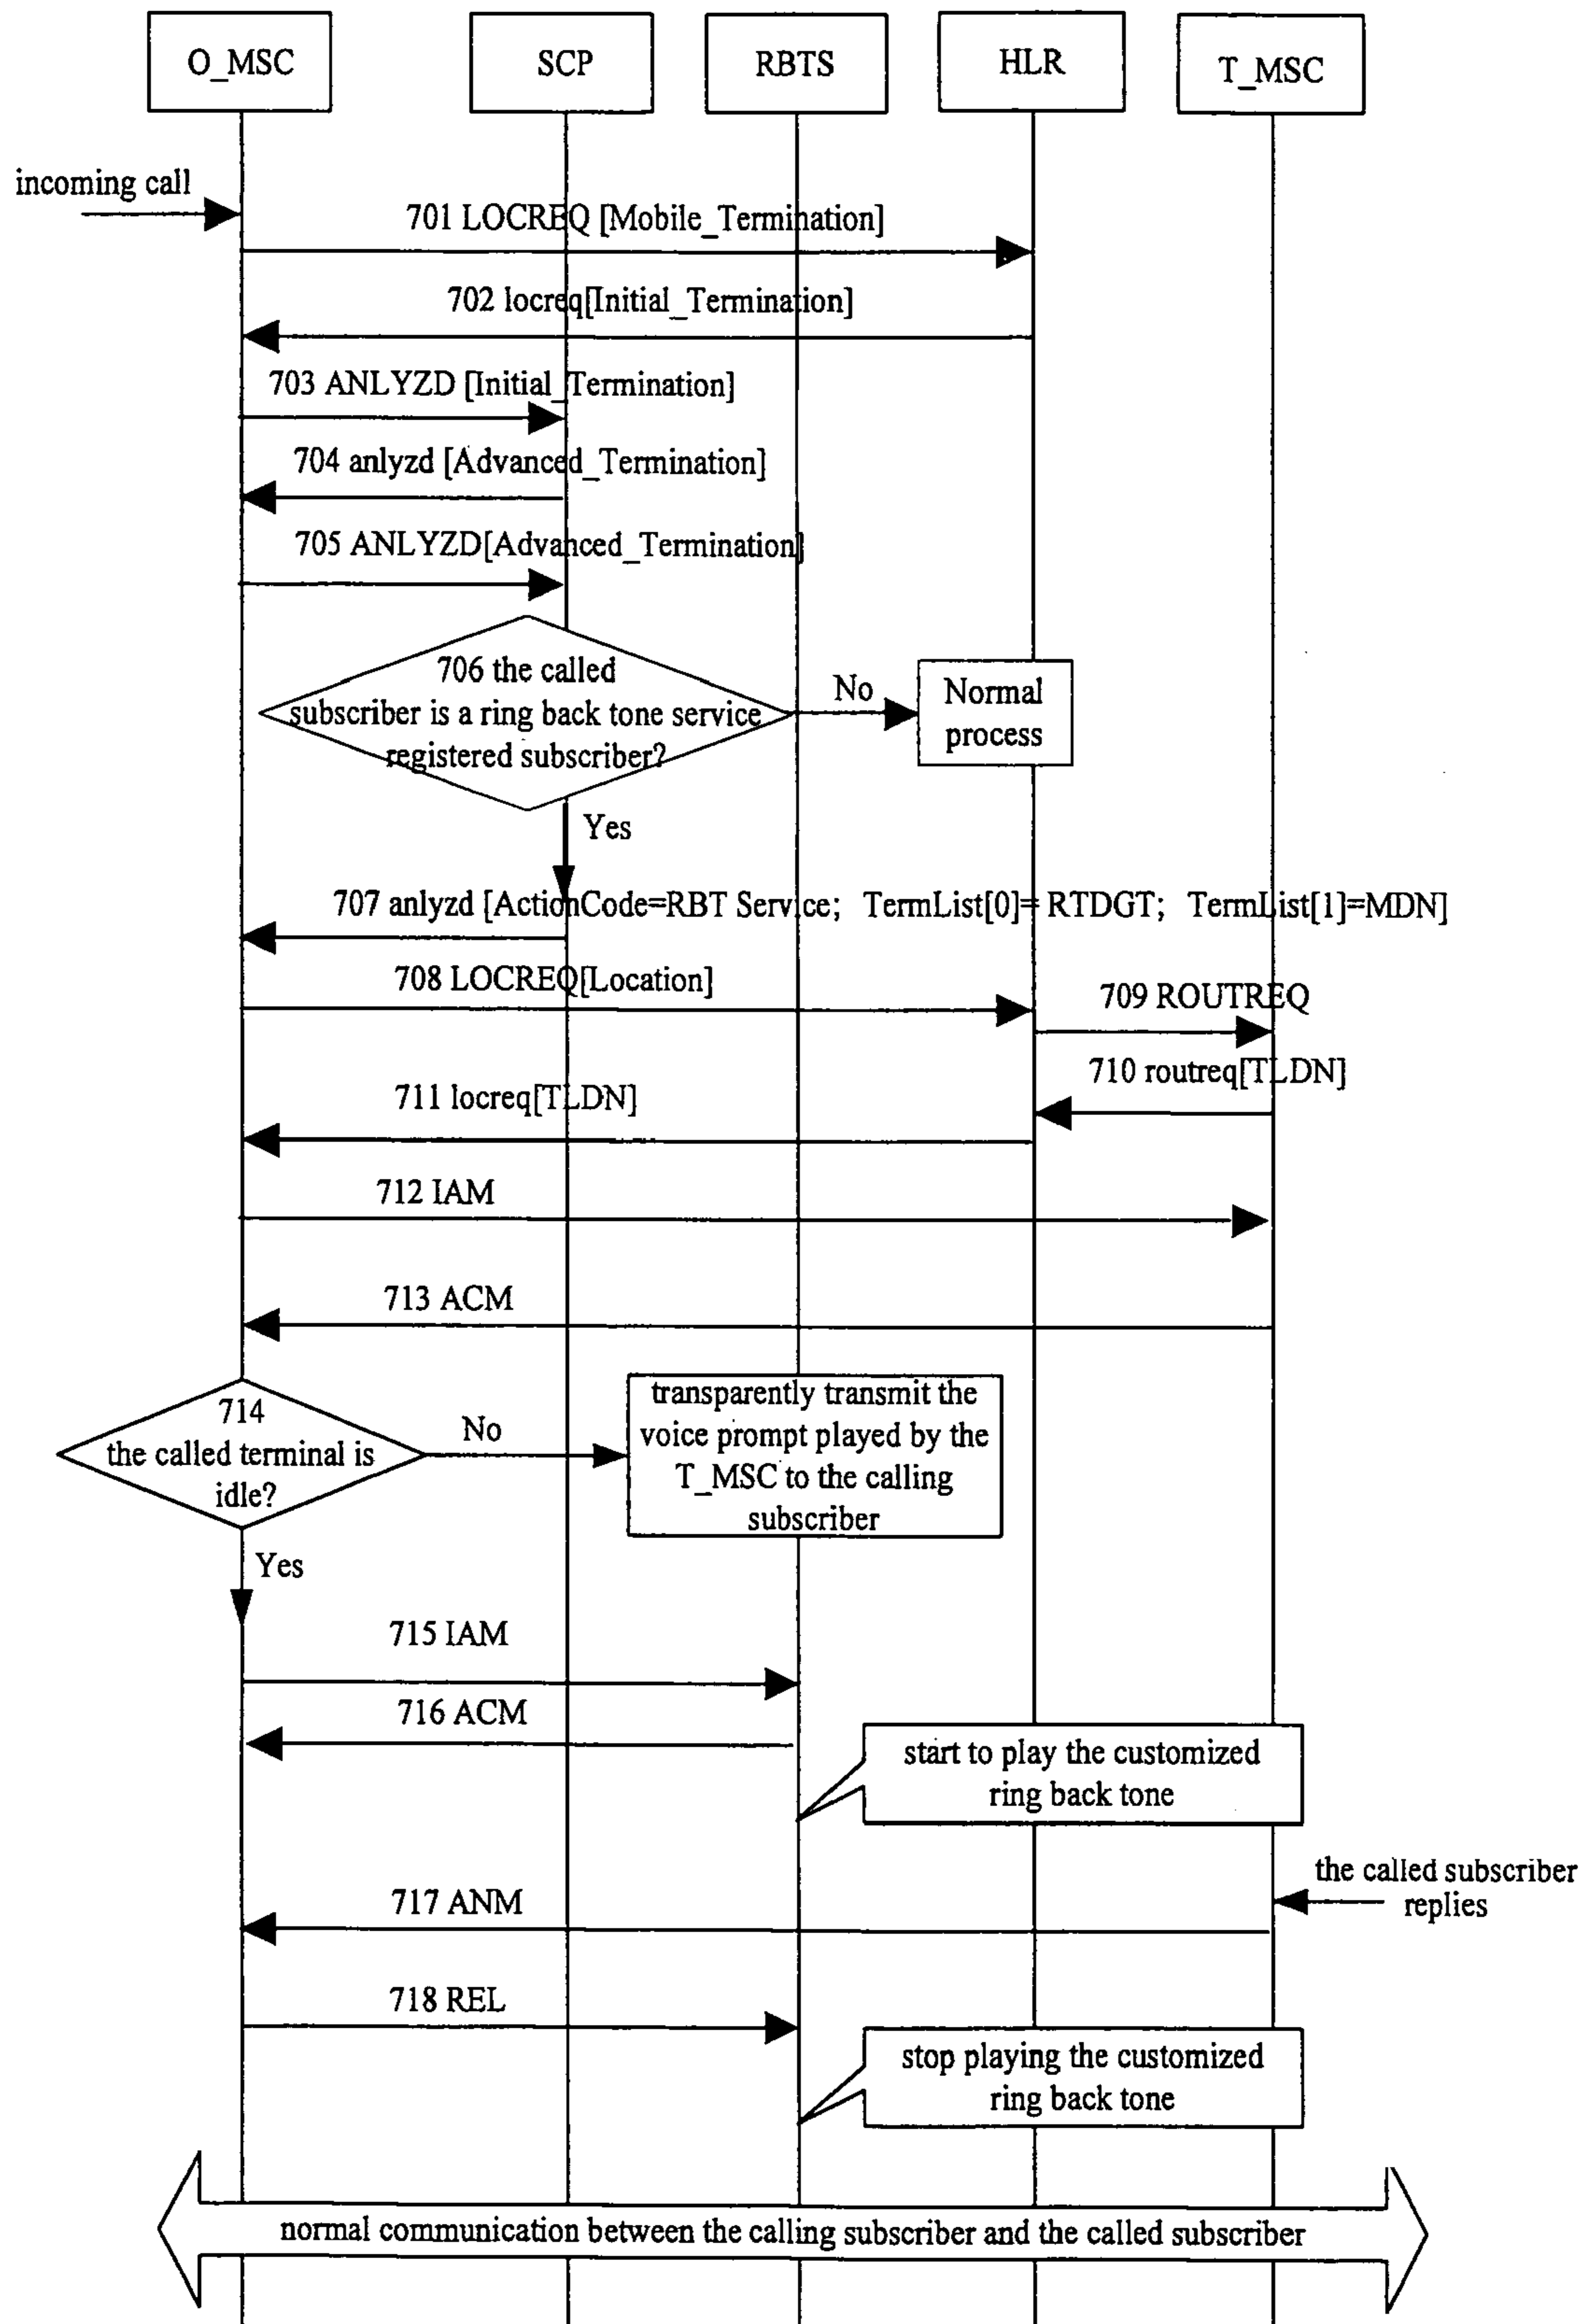 O_MSC
SCP
RBTS
HLR
T_MSC
incoming call
701 LOCREQ [Mobile_Termination]
702 locreq[Initial_Termination]
703 ANLYZD [Initial_Termination]
704 anlyzd [Advanced_Termination]
705 ANLYZD[Advanced_Termination]
706 the called
subscriber is a ring back tone service
registered subscriber?
No
Normal
process
Yes
707 anlyzd [ActionCode=RBT Service; TermList[0]= RTDGT; TermList[1]=MDN]
708 LOCREQ[Location]
709 ROUTREQ
710 routreq[TLDN]
711 locreq[TLDN]
712 IAM
713 ACM
714
the called terminal is
idle?
No
transparently transmit the
voice prompt played by the
T_MSC to the calling
subscriber
Yes
715 IAM
716 ACM
start to play the customized
ring back tone
the called subscriber
replies
717 ANM
718 REL
stop playing the customized
ring back tone
normal communication between the calling subscriber and the called subscriber